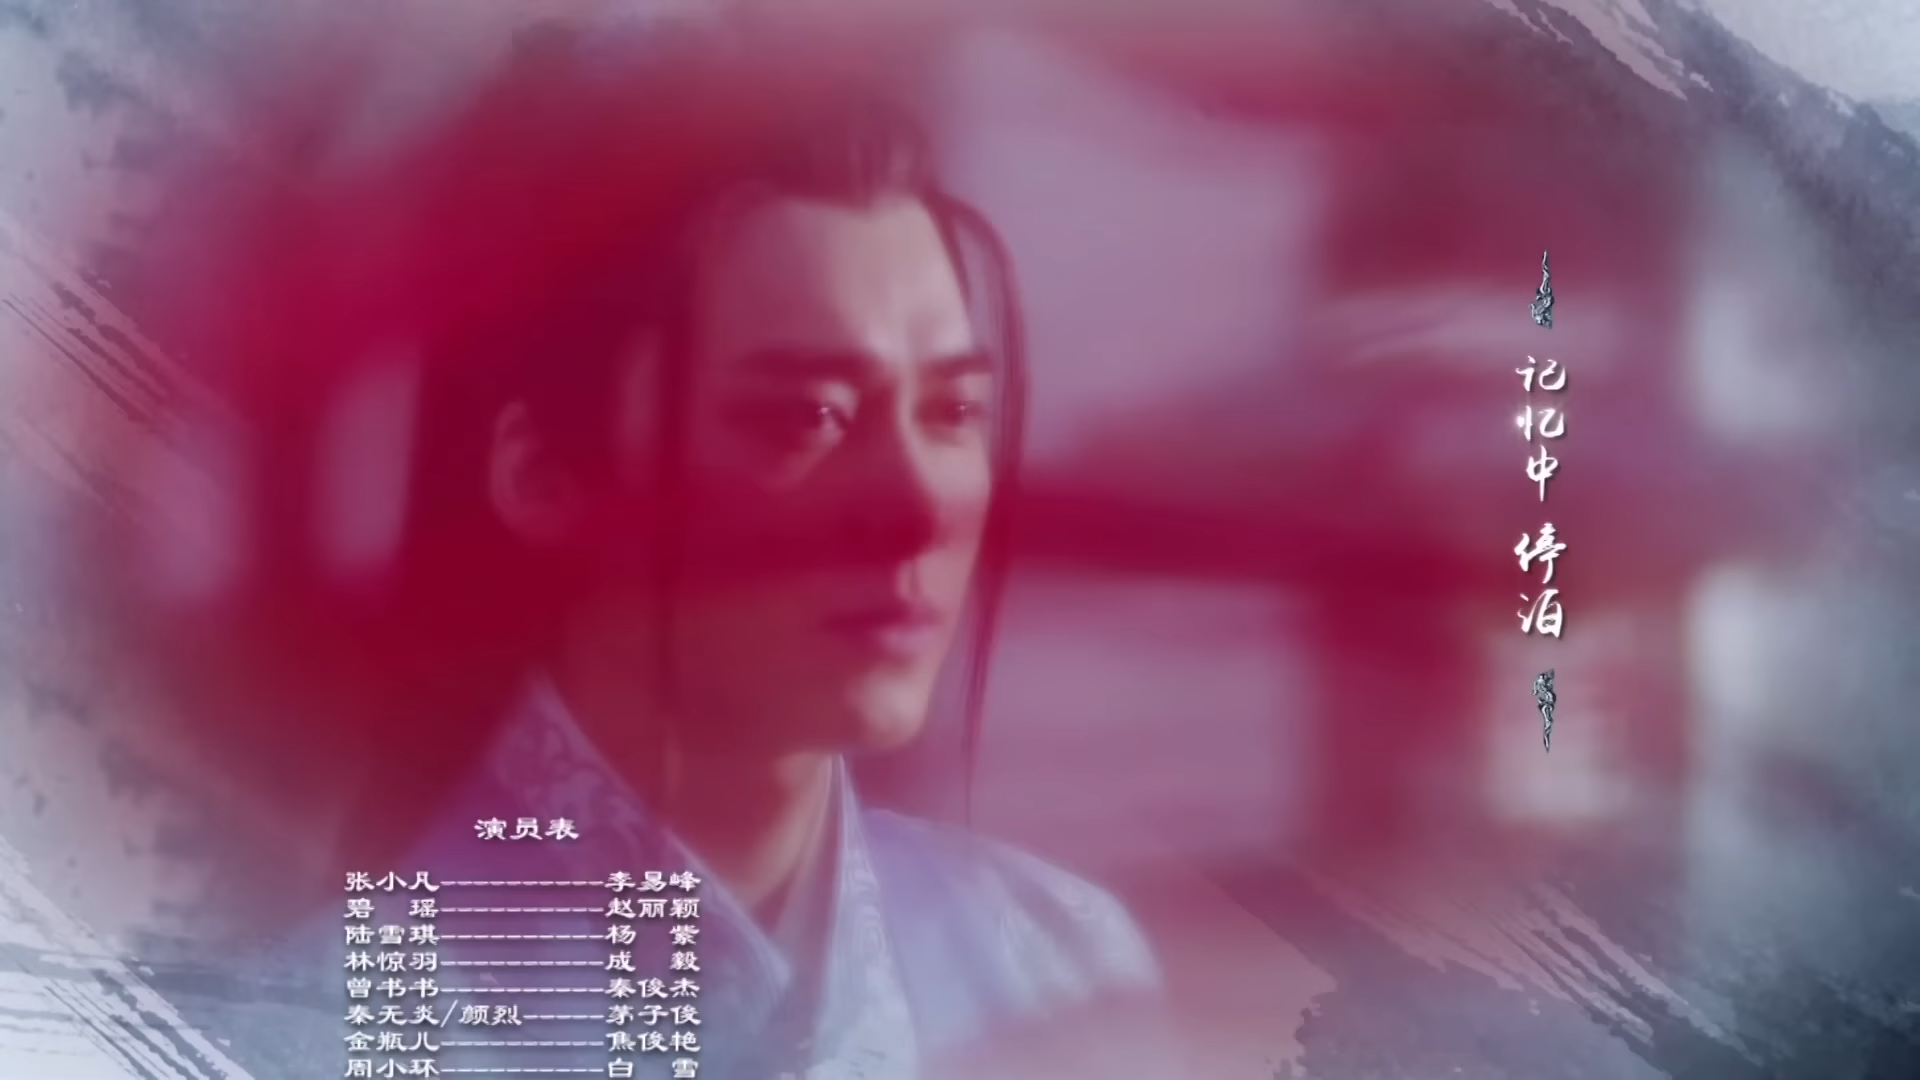 记忆中 停泊
演员表
张小凡----------李易峰
碧 瑶----------赵丽颖
陆雪琪----------杨 紫
林惊羽----------成 毅
曾书书----------秦俊杰
秦无炎/颜烈-----茅子俊
金瓶儿----------焦俊艳
周小环----------白 雪